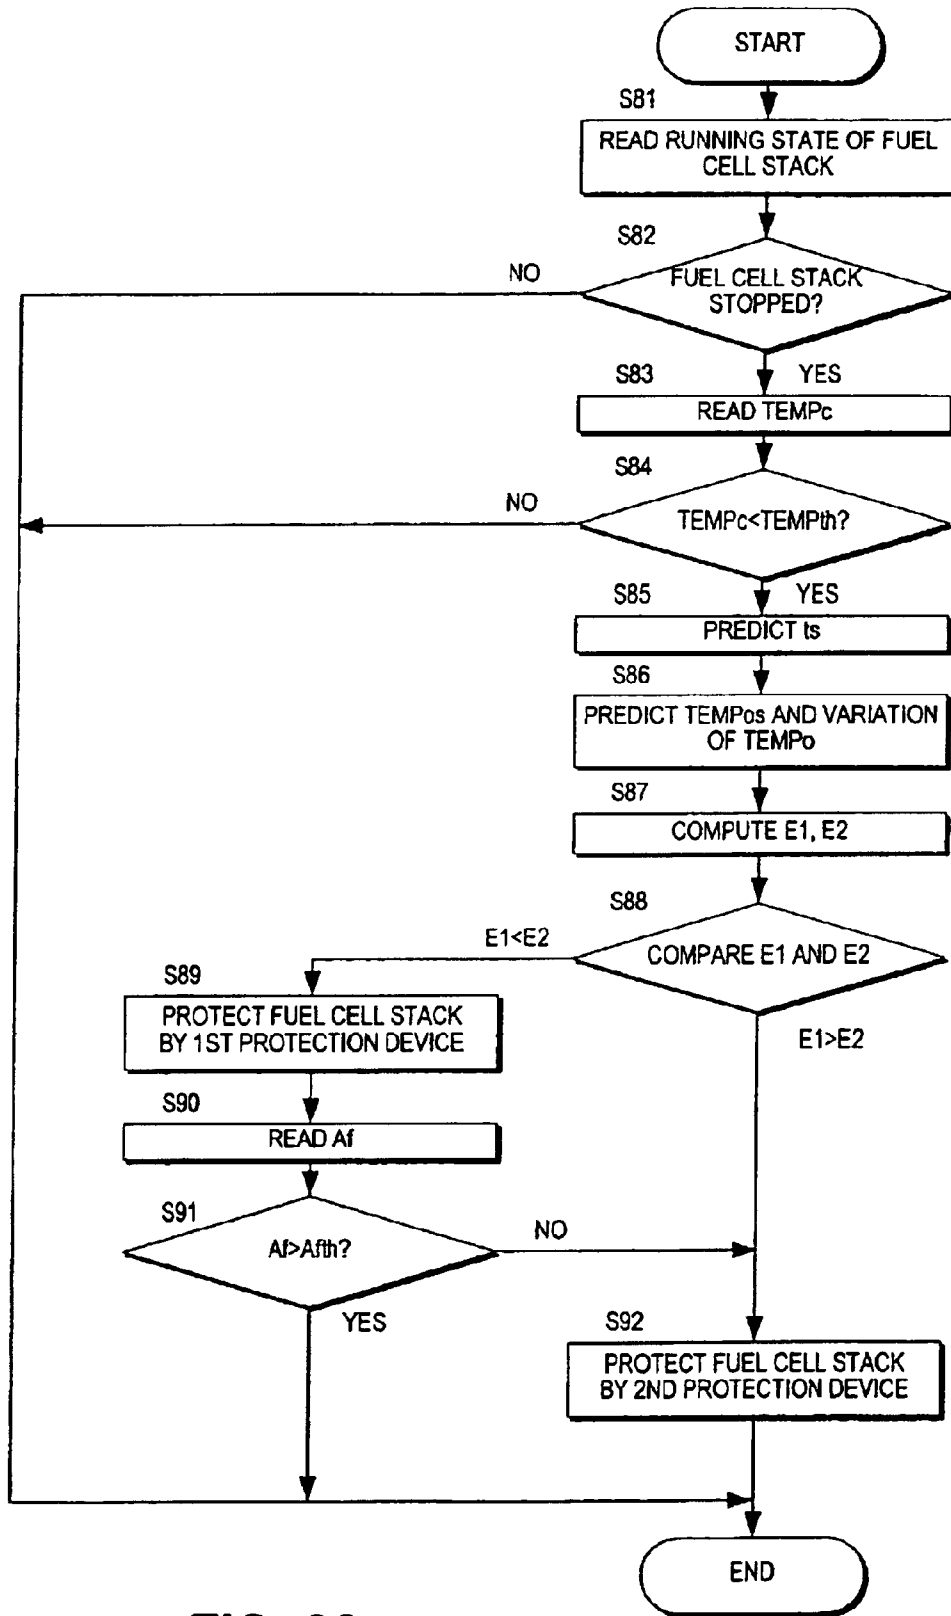 START
S81
READ RUNNING STATE OF FUEL
CELL STACK
S82
FUEL CELL STACK
STOPPED?
NO
YES
S83
READ TEMPc
S84
TEMPc<TEMPth?
NO
YES
S85
PREDICT ts
S86
PREDICT TEMPos AND VARIATION
OF TEMPo
S87
COMPUTE E1, E2
S88
COMPARE E1 AND E2
E1<E2
E1>E2
S89
PROTECT FUEL CELL STACK
BY 1ST PROTECTION DEVICE
S90
READ Af
S91
Af>Afth?
NO
YES
S92
PROTECT FUEL CELL STACK
BY 2ND PROTECTION DEVICE
END